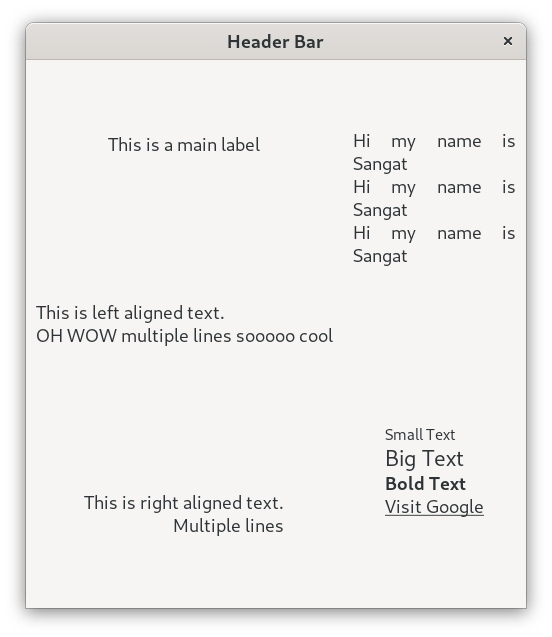 Header Bar
This is a main label
Hi my name is
Sangat
Hi my name is
Sangat
Hi my name is
Sangat
This is left aligned text.
OH WOW multiple lines sooooo cool
This is right aligned text.
Multiple lines
Small Text
Big Text
Bold Text
Visit Google